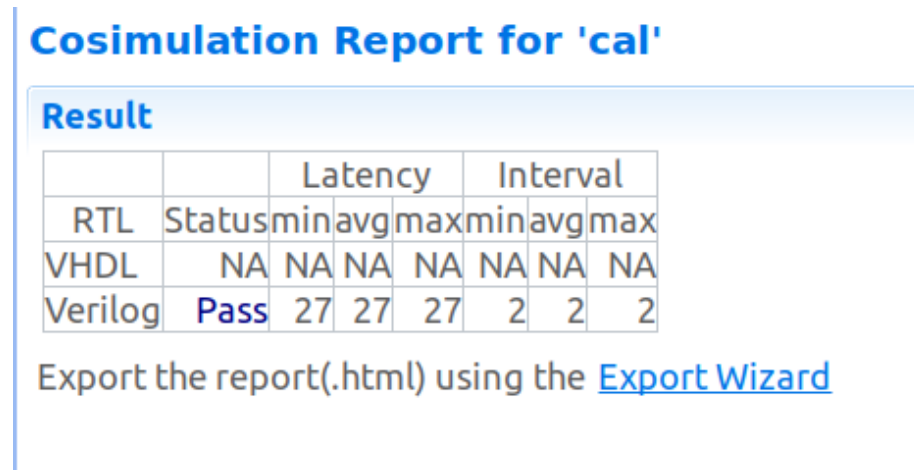 Cosimulation Report for 'cal'
Result
Latency Interval
RTL Status min avg max min avg max
VHDL NA NA NA NA NA NA NA
Verilog Pass 27 27 27 2 2 2
Export the report(.html) using the Export Wizard